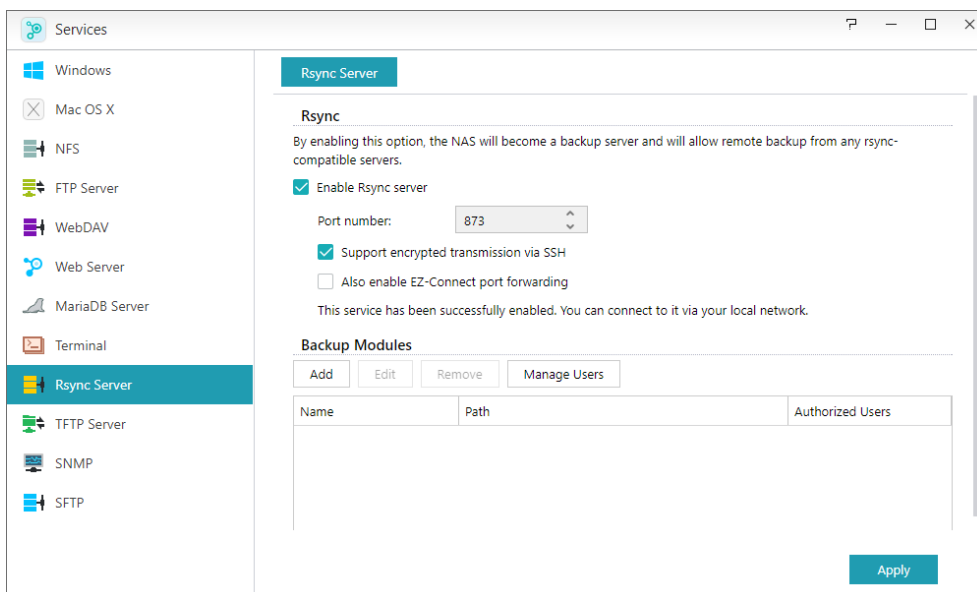 Services
Windows
Mac OS X
NFS
FTP Server
WebDAV
Web Server
MariaDB Server
Terminal
Rsync Server
TFTP Server
SNMP
SFTP
Rsync Server
Rsync
By enabling this option, the NAS will become a backup server and will allow remote backup from any rsync-
compatible servers.
Enable Rsync server
Port number: 873
Support encrypted transmission via SSH
Also enable EZ-Connect port forwarding
This service has been successfully enabled. You can connect to it via your local network.
Backup Modules
Add Edit Remove Manage Users
Name Path Authorized Users
Apply